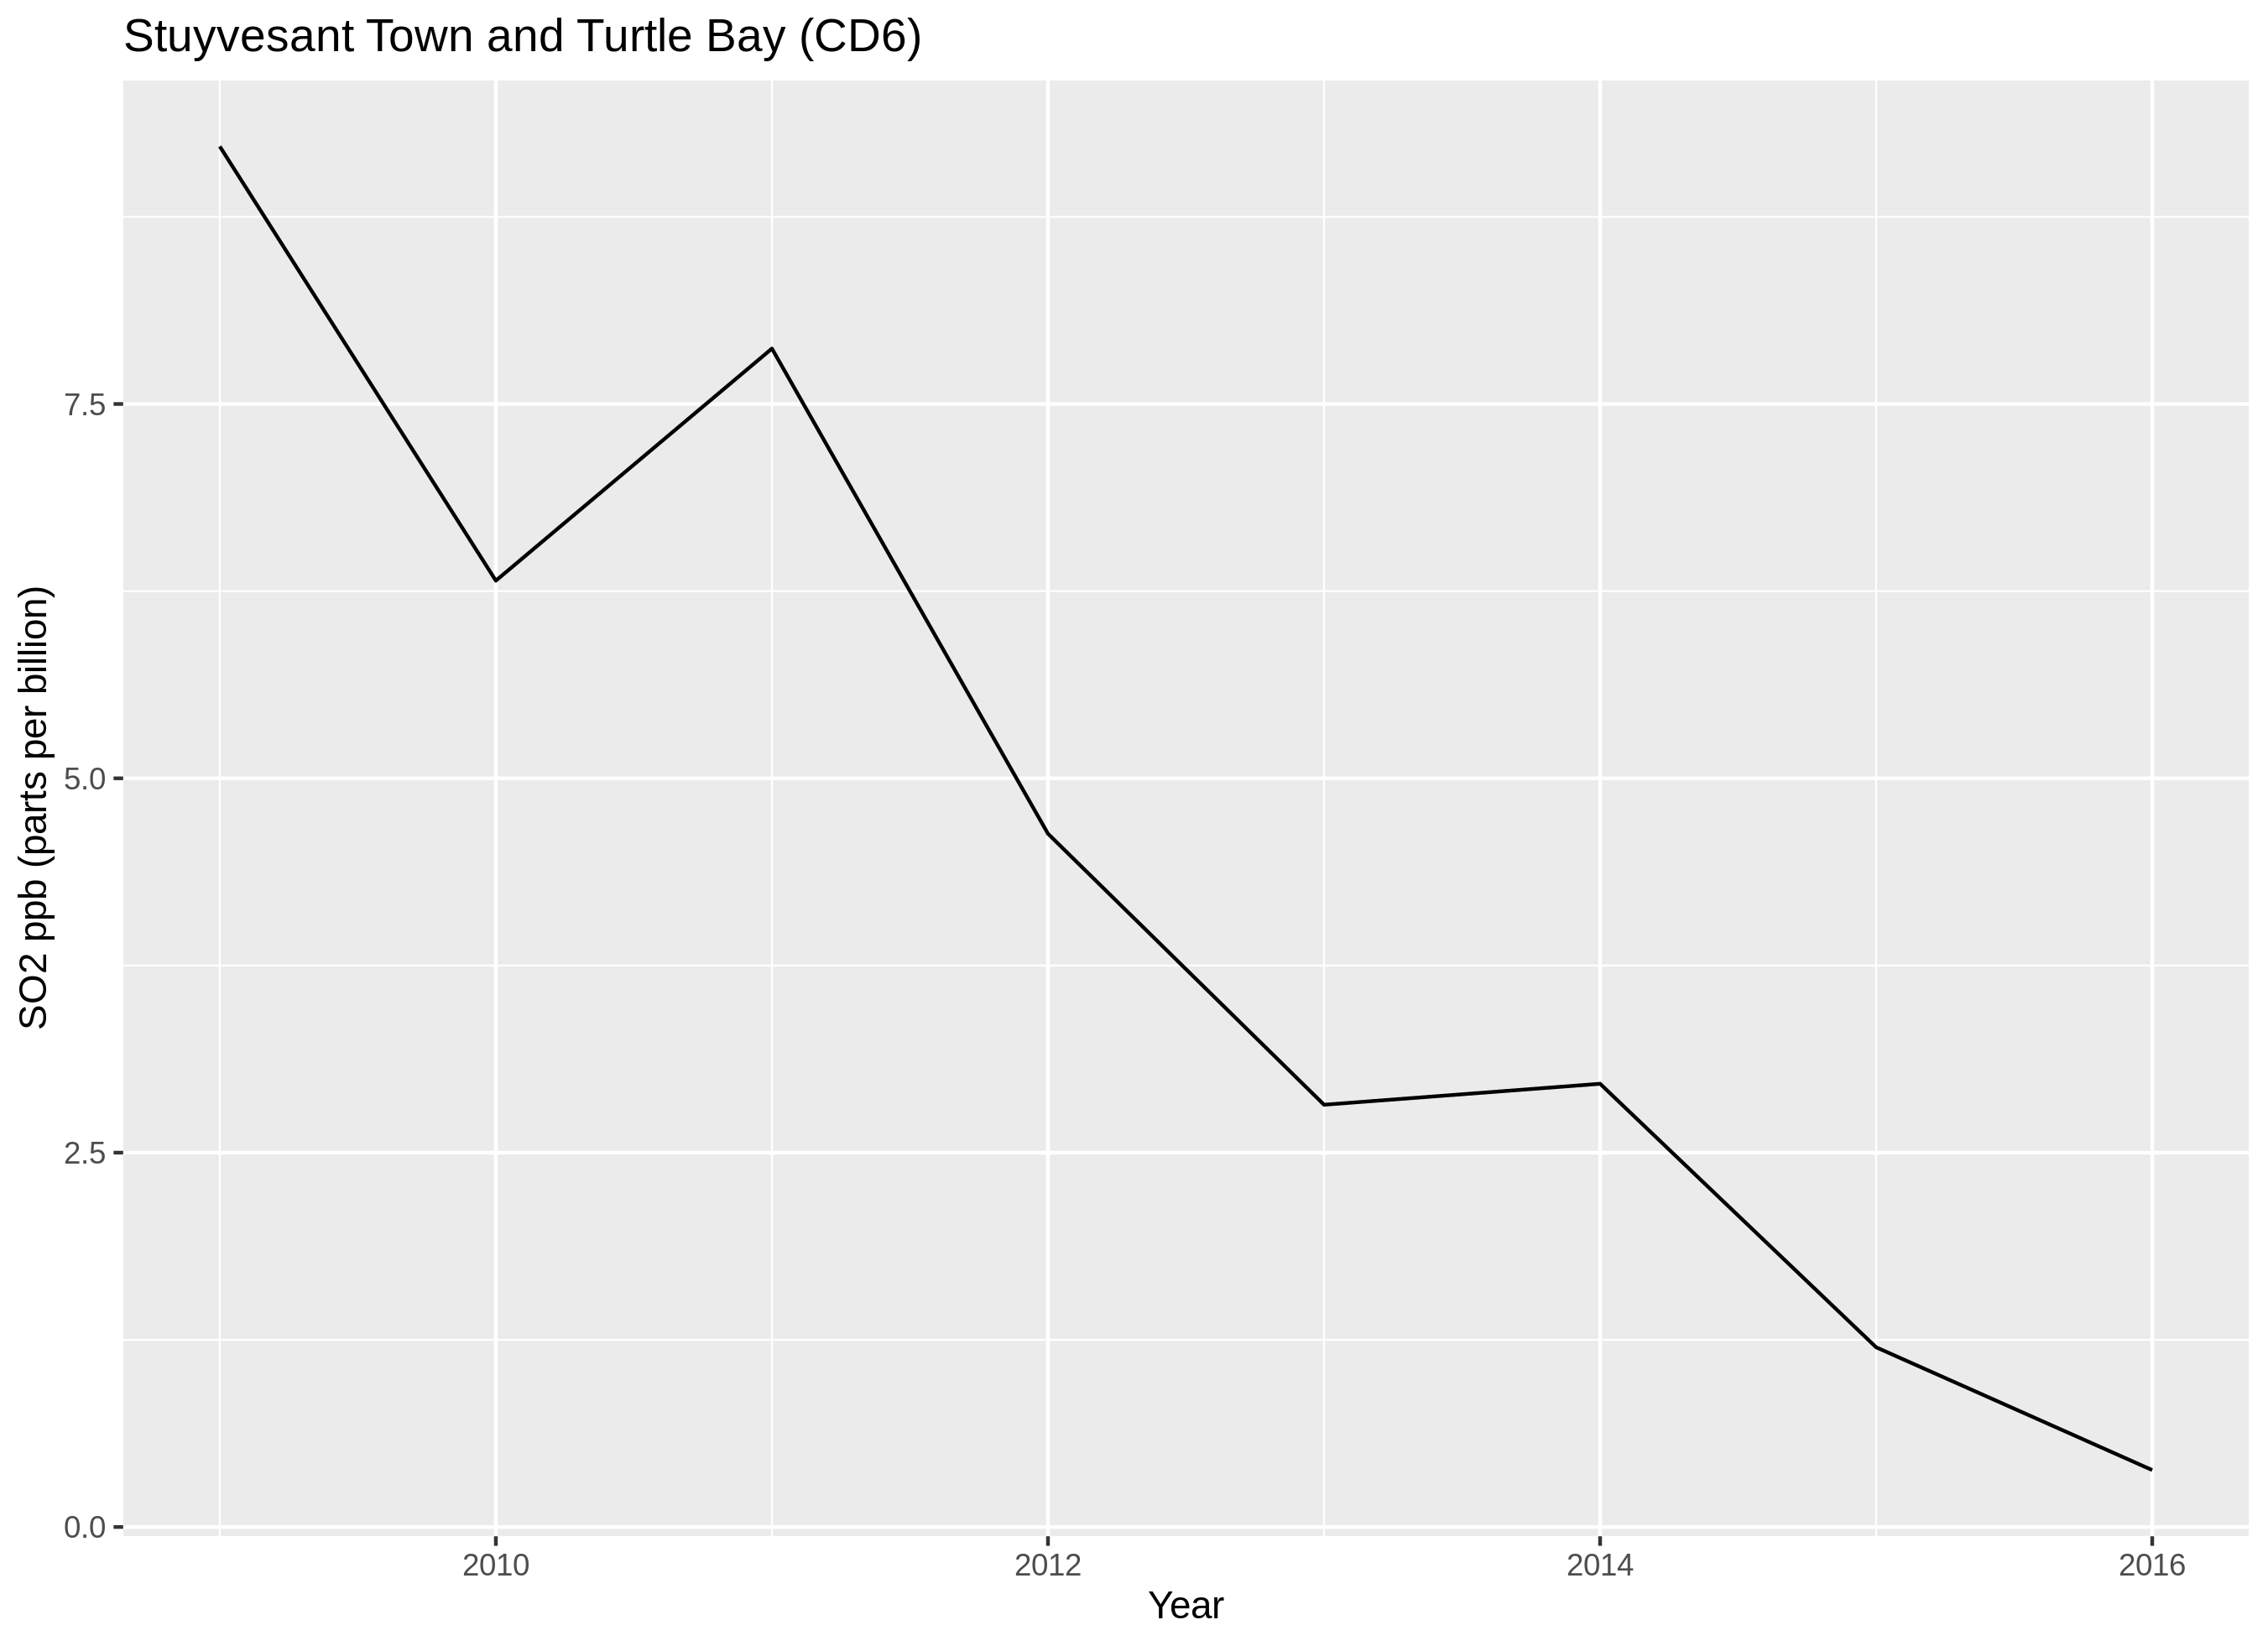 Stuyvesant Town and Turtle Bay (CD6)
SO2 ppb (parts per billion)
7.5
5.0
2.5
0.0
2010
2012
2014
2016
Year